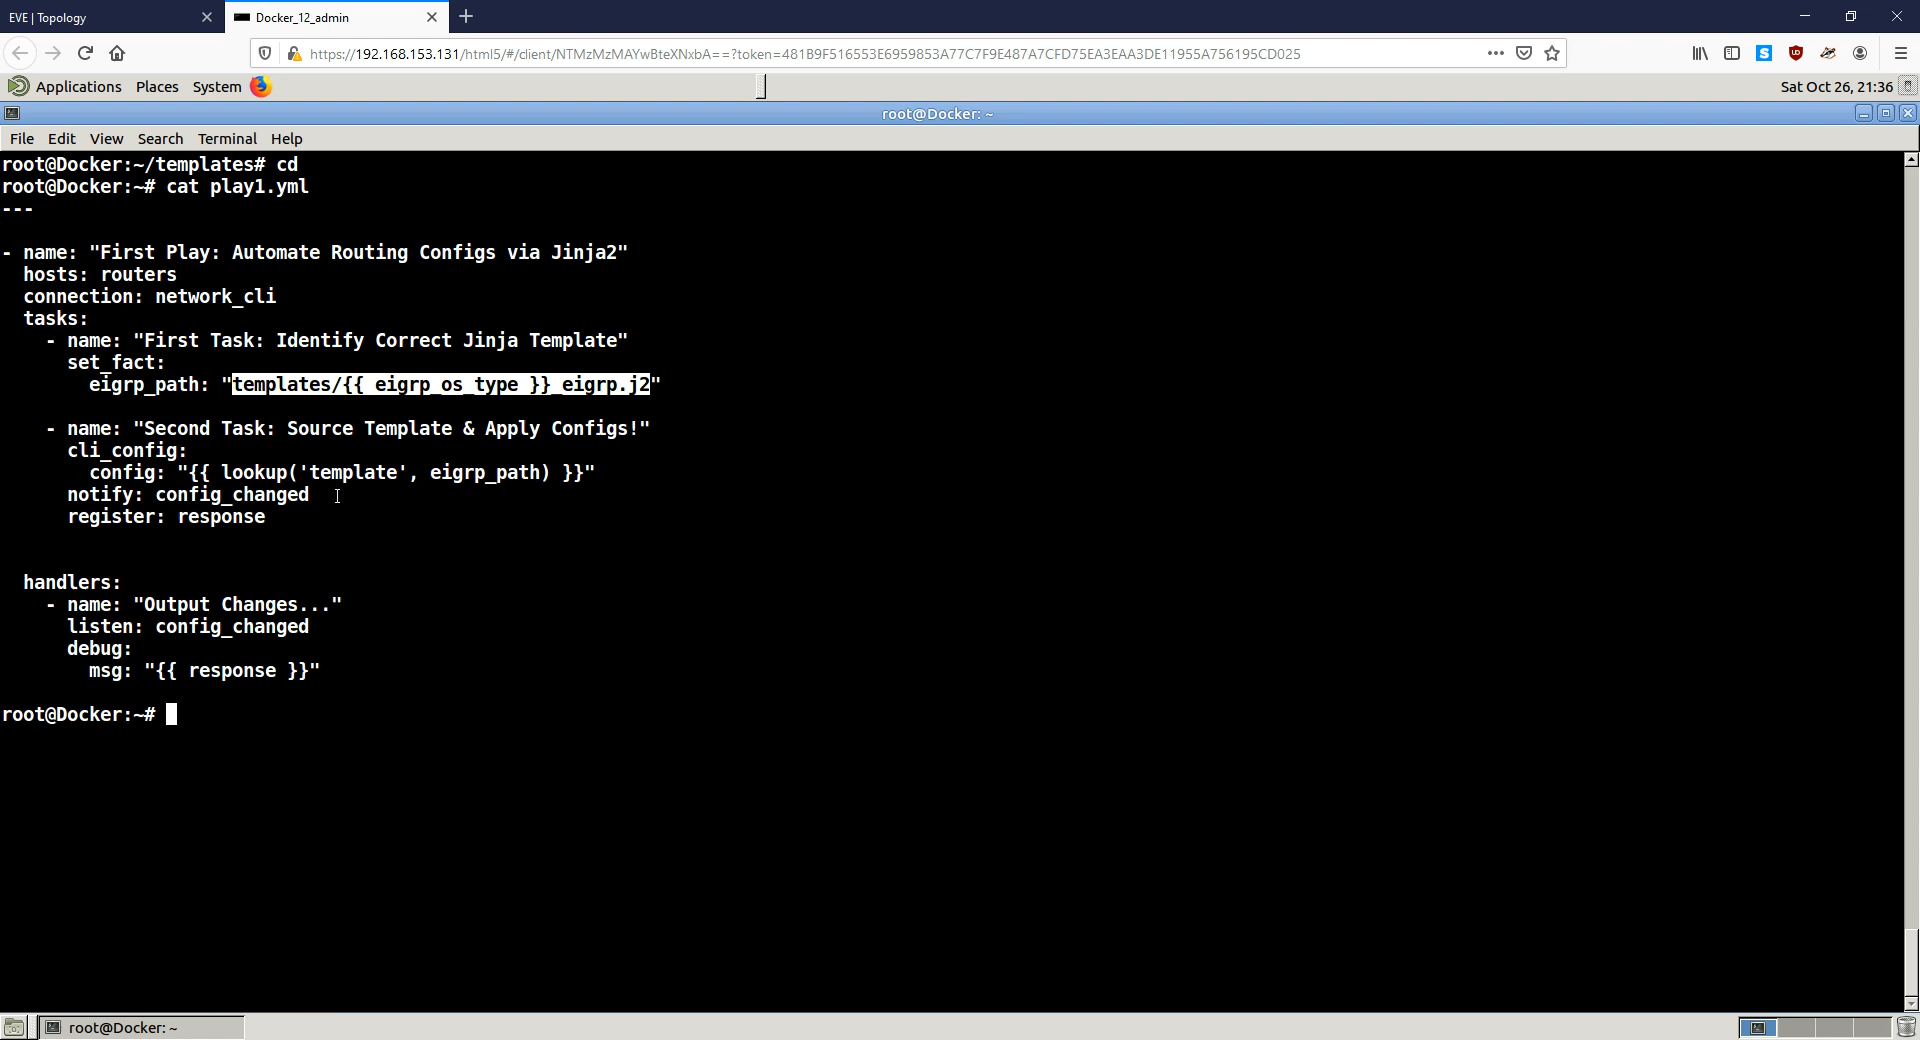 EVE | Topology
Docker_12_admin
https://192.168.153.131/html5/#/client/NTMzMzMAYwBteXNxbA==?token=481B9F516553E6959853A77C7F9E487A7CFD75EA3EAA3DE11955A756195CD025
Applications Places System
Sat Oct 26, 21:36
root@Docker: ~
File Edit View Search Terminal Help
root@Docker:~/templates# cd
root@Docker:~# cat play1.yml
---
- name: "First Play: Automate Routing Configs via Jinja2"
  hosts: routers
  connection: network_cli
  tasks:
    - name: "First Task: Identify Correct Jinja Template"
      set_fact:
        eigrp_path: "templates/{{ eigrp_os_type }}_eigrp.j2"
    - name: "Second Task: Source Template & Apply Configs!"
      cli_config:
        config: "{{ lookup('template', eigrp_path) }}"
      notify: config_changed
      register: response
  handlers:
    - name: "Output Changes..."
      listen: config_changed
      debug:
        msg: "{{ response }}"
root@Docker:~#
root@Docker: ~